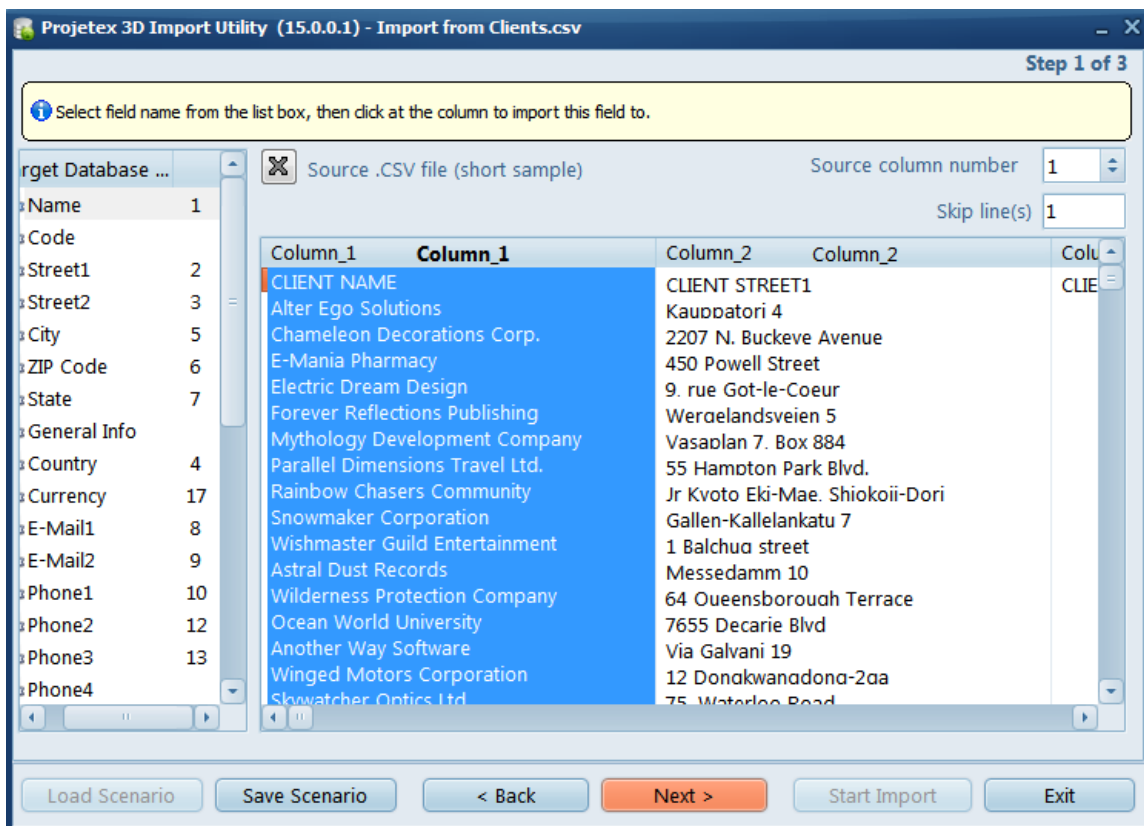 Projetex 3D Import Utility (15.0.0.1) - Import from Clients.csv
Step 1 of 3
Select field name from the list box, then click at the column to import this field to.
rget Database ...
Name 1
Code
Street1 2
Street2 3
City 5
ZIP Code 6
State 7
General Info
Country 4
Currency 17
E-Mail1 8
E-Mail2 9
Phone1 10
Phone2 12
Phone3 13
Phone4
Source .CSV file (short sample)
Source column number 1
Skip line(s) 1
Column_1 Column_1 Column_2 Column_2 Colu
CLIENT NAME CLIENT STREET1 CLIE
Alter Ego Solutions Kauppatori 4
Chameleon Decorations Corp. 2207 N. Buckeye Avenue
E-Mania Pharmacy 450 Powell Street
Electric Dream Design 9. rue Got-le-Coeur
Forever Reflections Publishing Wergelandsveien 5
Mythology Development Company Vasaplan 7. Box 884
Parallel Dimensions Travel Ltd. 55 Hampton Park Blvd.
Rainbow Chasers Community Jr Kyoto Eki-Mae. Shiokoji-Dori
Snowmaker Corporation Gallen-Kallelankatu 7
Wishmaster Guild Entertainment 1 Balchug street
Astral Dust Records Messedamm 10
Wilderness Protection Company 64 Queensborough Terrace
Ocean World University 7655 Decarie Blvd
Another Way Software Via Galvani 19
Winged Motors Corporation 12 Dongkwangdong-2ga
Skywatcher Optics Ltd 75 Waterloo Road
Load Scenario
Save Scenario
< Back
Next >
Start Import
Exit